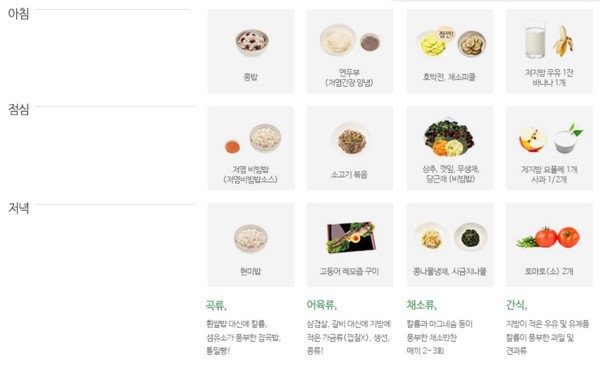 아침
잠깐!
콩밥
연두부
(저염간장 양념)
호박전, 채소피클
저지방 우유 1잔
바나나 1개
점심
저염 비빔밥
(저염비빔밥소스)
소고기 볶음
상추, 깻잎, 무생채,
당근채 (비빔밥)
저지방 요플레 1개
사과 1/2개
저녁
현미밥
고등어 레모즙 구이
콩나물냉채, 시금치나물
토마토(소) 2개
곡류,
흰쌀밥 대신에 칼륨,
섬유소가 풍부한 잡곡밥,
통밀빵!
어육류,
삼겹살, 갈비 대신에 지방에
적은 가금류(껍질X), 생선,
콩류!
채소류,
칼륨과 마그네슘 등이
풍부한 채소반찬
매끼 2~3회
간식,
지방이 적은 우유 및 유제품
칼륨이 풍부한 과일 및
견과류